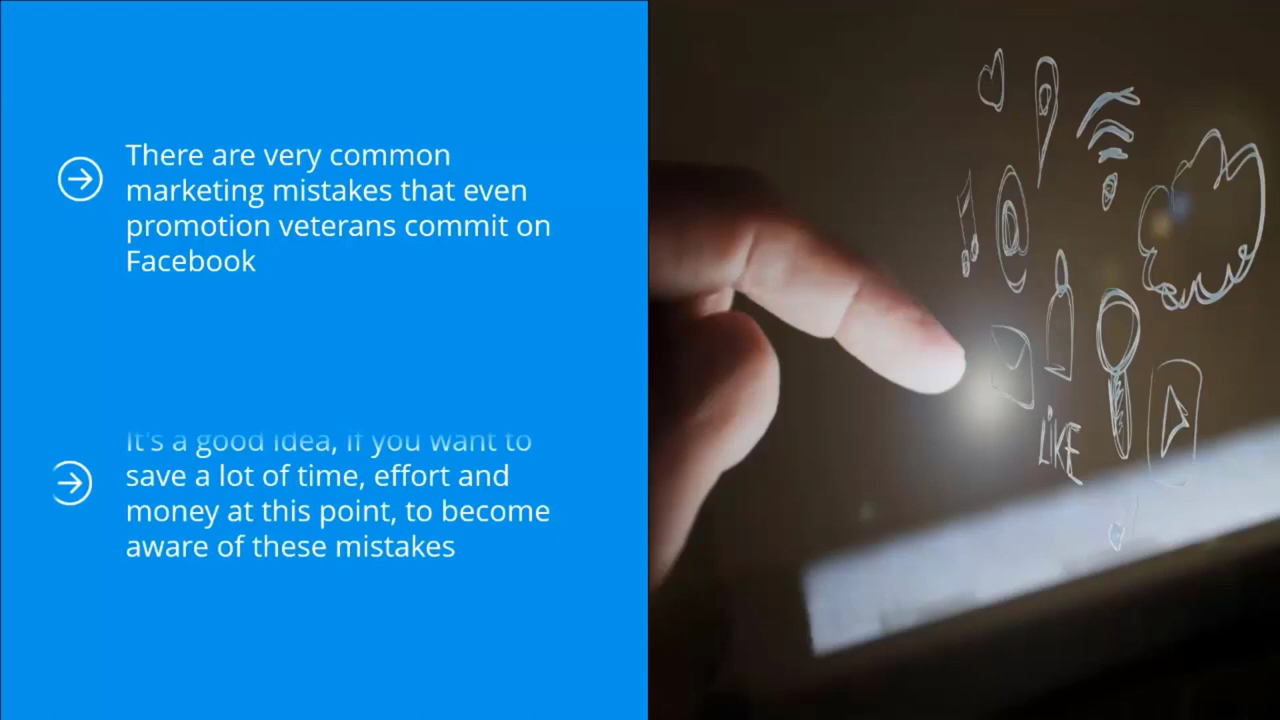 There are very common
marketing mistakes that even
promotion veterans commit on
Facebook
It's a good idea, if you want to
save a lot of time, effort and
money at this point, to become
aware of these mistakes
LIKE